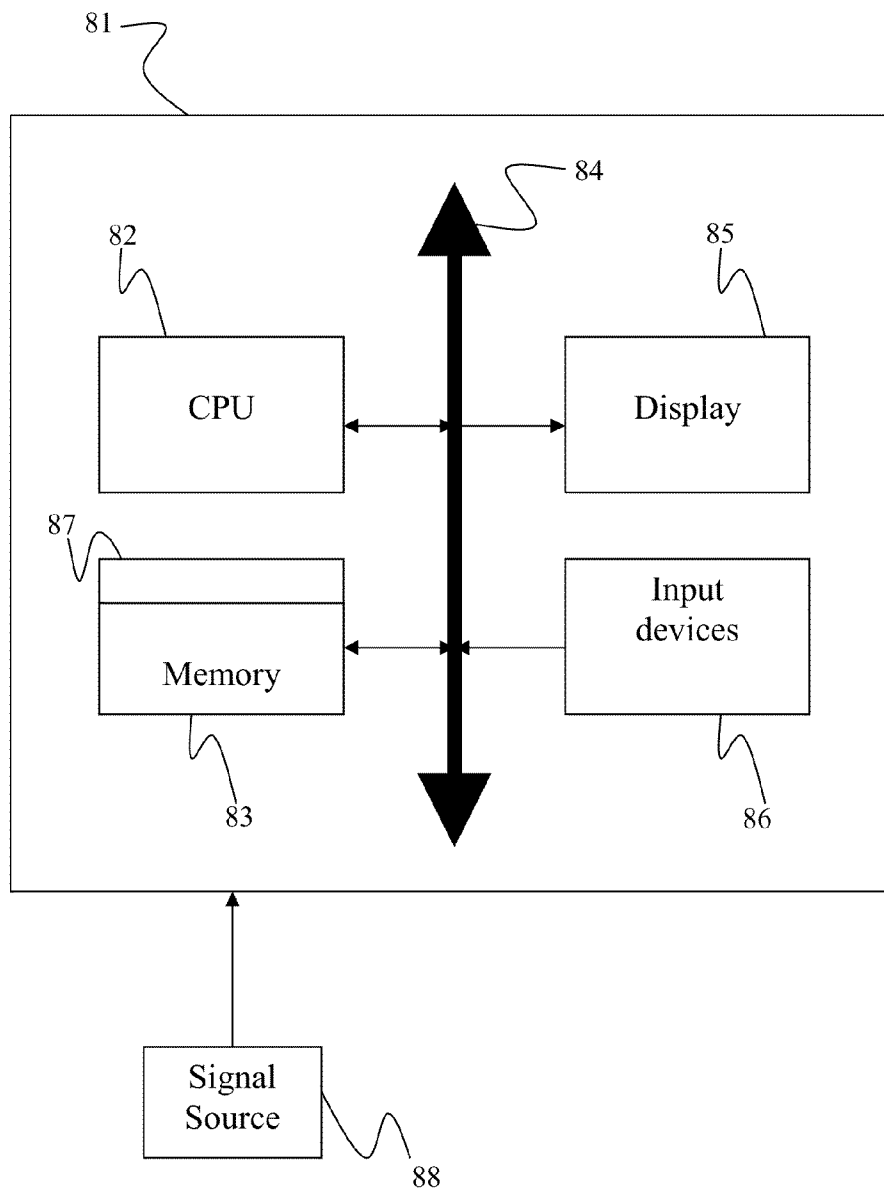 81
84
82
85
CPU
Display
87
Input
devices
Memory
83
86
Signal
Source
88